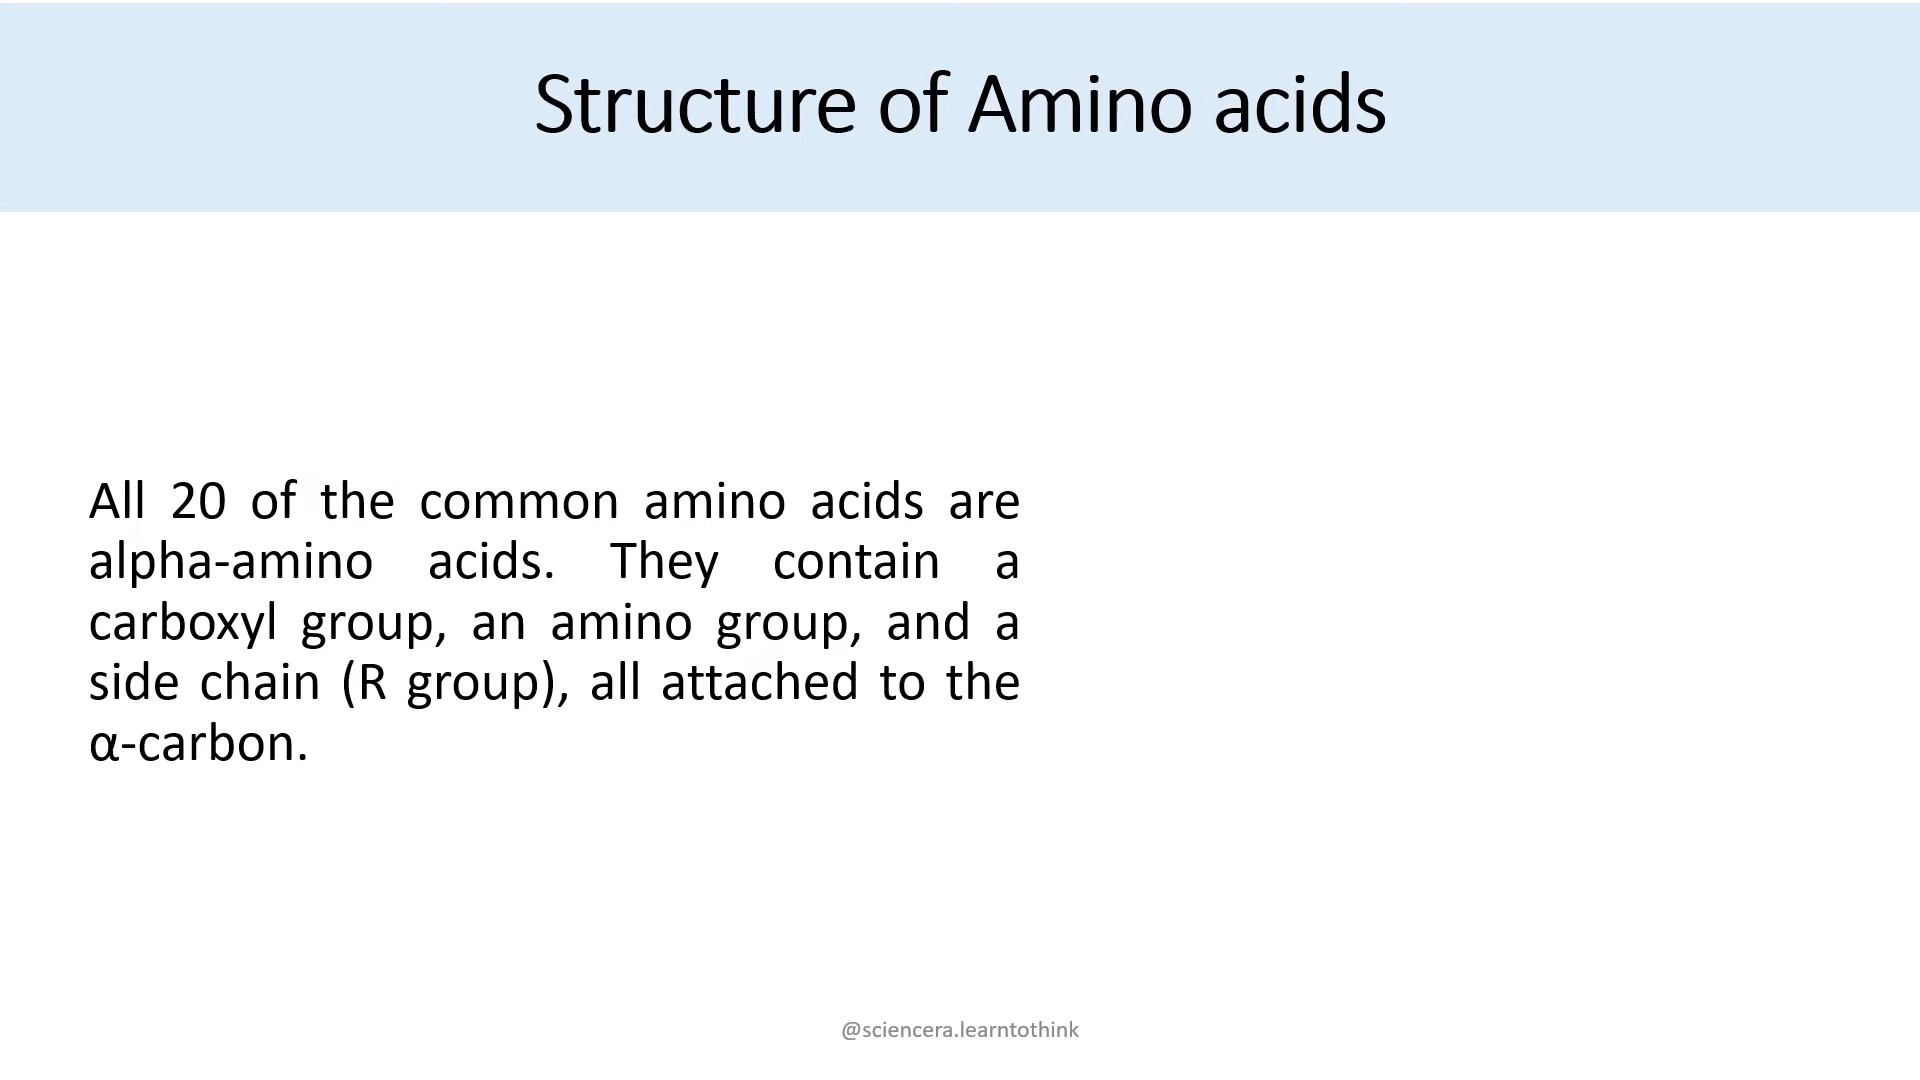 Structure of Amino acids
All 20 of the common amino acids are
alpha-amino acids. They contain a
carboxyl group, an amino group, and a
side chain (R group), all attached to the
α-carbon.
@sciencera.learntothink